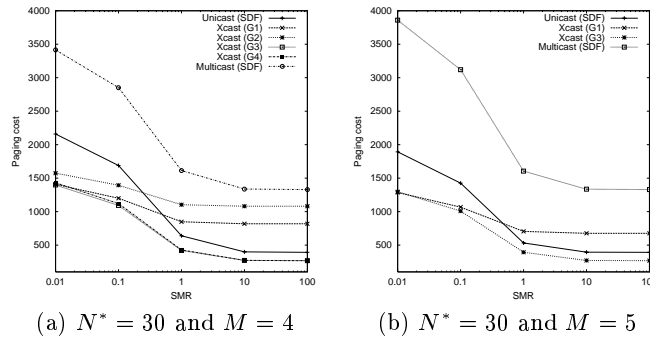 4000
3500
3000
2500
2000
1500
1000
500
Paging cost
0.01 0.1 1 10 100
SMR
Unicast (SDF)
Xcast (G1)
Xcast (G2)
Xcast (G3)
Xcast (G4)
Multicast (SDF)
(a) N* = 30 and M = 4
4000
3500
3000
2500
2000
1500
1000
500
Paging cost
0.01 0.1 1 10 100
SMR
Unicast (SDF)
Xcast (G1)
Xcast (G3)
Multicast (SDF)
(b) N* = 30 and M = 5